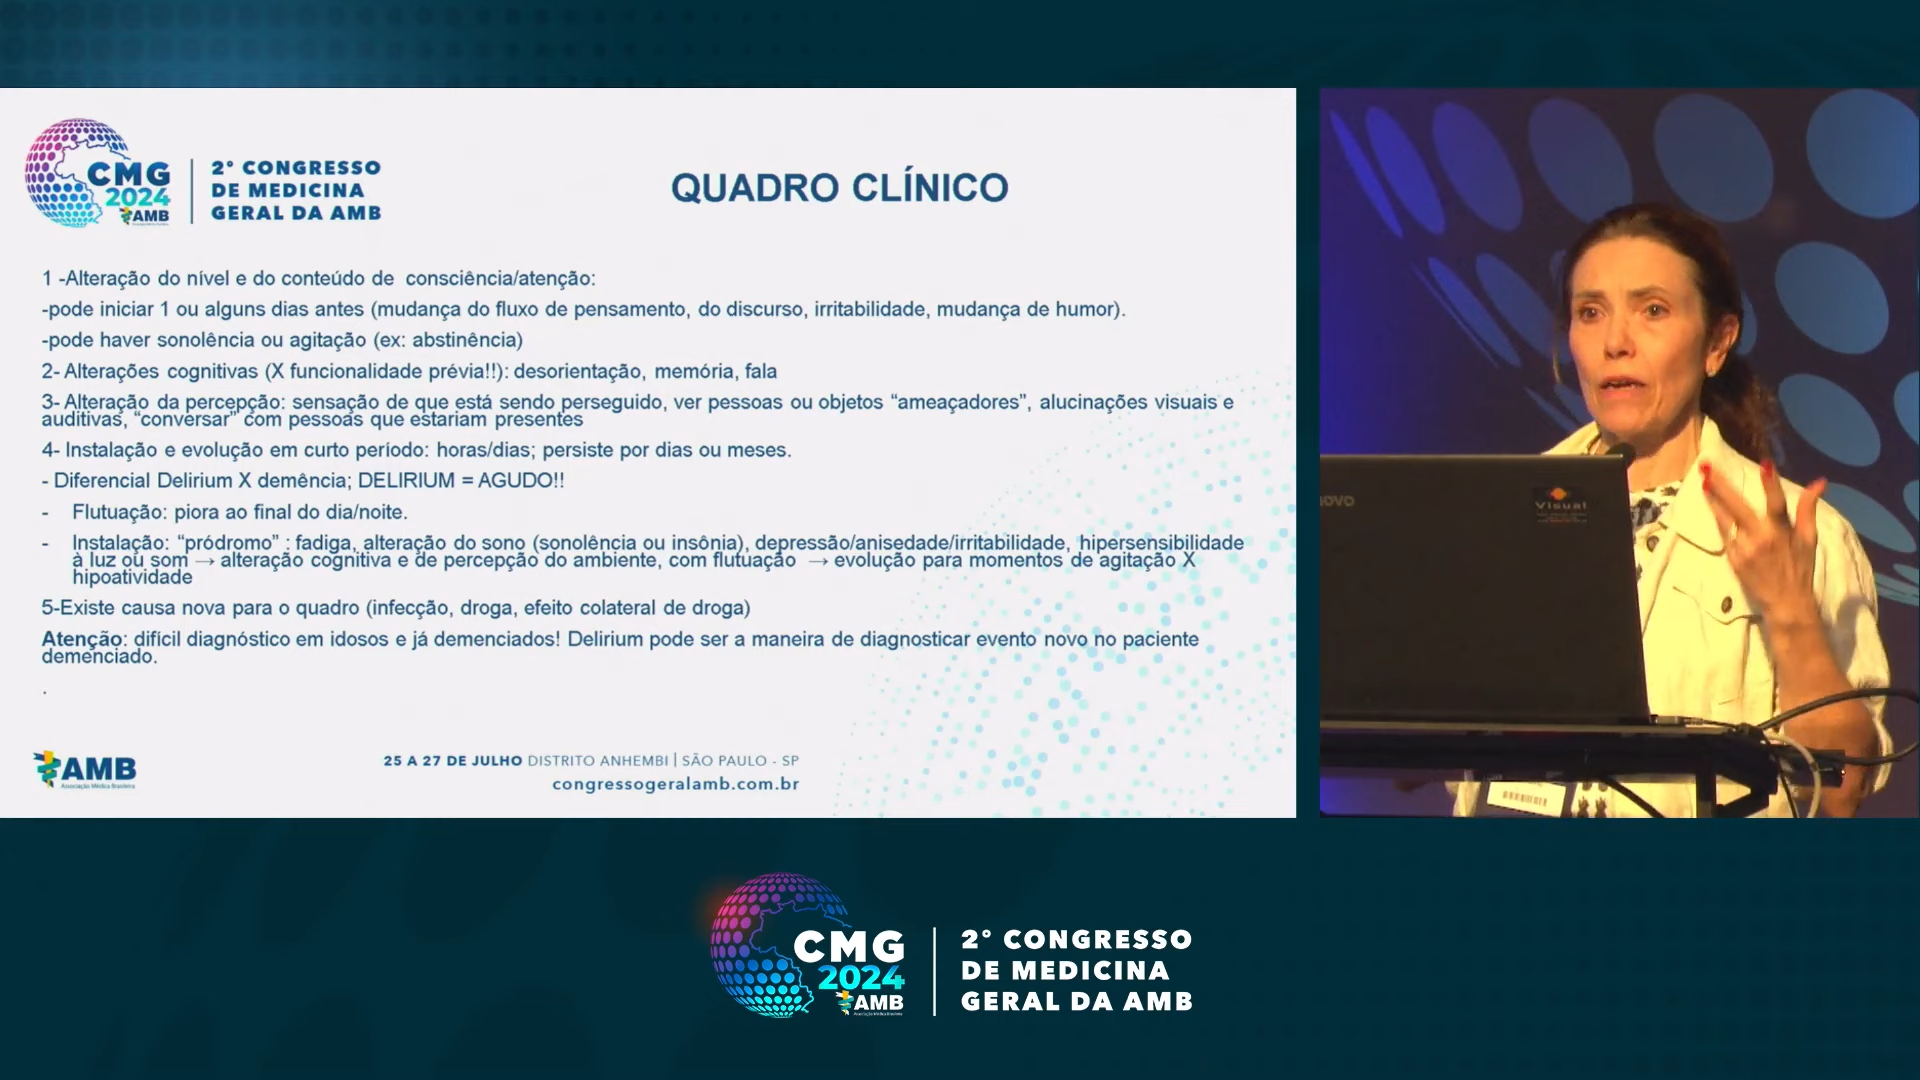 CMG
2024
AMB
2° CONGRESSO
DE MEDICINA
GERAL DA AMB
QUADRO CLÍNICO
1 -Alteração do nível e do conteúdo de consciência/atenção:
-pode iniciar 1 ou alguns dias antes (mudança do fluxo de pensamento, do discurso, irritabilidade, mudança de humor).
-pode haver sonolência ou agitação (ex: abstinência)
2- Alterações cognitivas (X funcionalidade prévia!!): desorientação, memória, fala
3- Alteração da percepção: sensação de que está sendo perseguido, ver pessoas ou objetos “ameaçadores”, alucinações visuais e
auditivas, “conversar” com pessoas que estariam presentes
4- Instalação e evolução em curto período: horas/dias; persiste por dias ou meses.
- Diferencial Delirium X demência; DELIRIUM = AGUDO!!
- Flutuação: piora ao final do dia/noite.
- Instalação: “pródromo” : fadiga, alteração do sono (sonolência ou insônia), depressão/anisedade/irritabilidade, hipersensibilidade
à luz ou som → alteração cognitiva e de percepção do ambiente, com flutuação → evolução para momentos de agitação X
hipoatividade
5-Existe causa nova para o quadro (infecção, droga, efeito colateral de droga)
Atenção: difícil diagnóstico em idosos e já demenciados! Delirium pode ser a maneira de diagnosticar evento novo no paciente
demenciado.
.
AMB
Associação Médica Brasileira
25 A 27 DE JULHO DISTRITO ANHEMBI | SÃO PAULO - SP
congressogeralamb.com.br
Visual
CMG
2024
AMB
2° CONGRESSO
DE MEDICINA
GERAL DA AMB